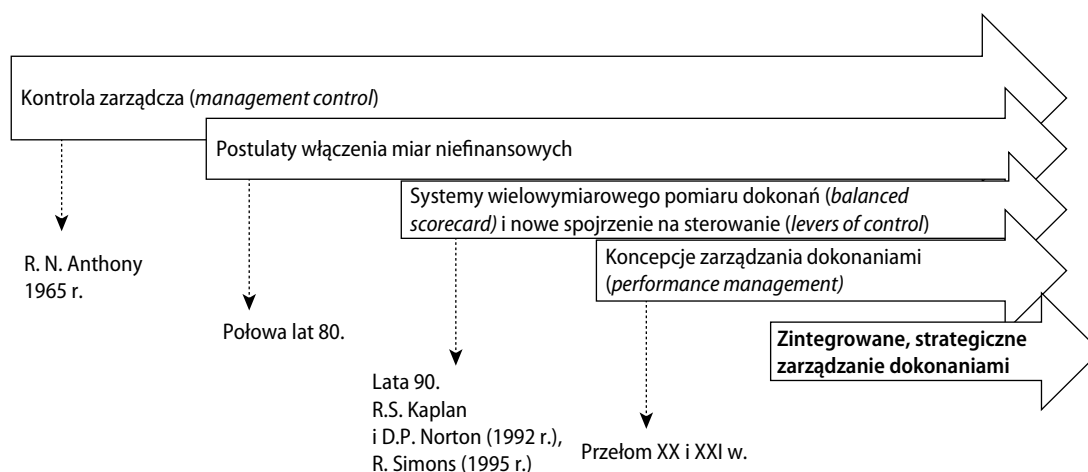 Kontrola zarządcza (management control)
Postulaty włączenia miar niefinansowych
Systemy wielowymiarowego pomiaru dokonań (balanced
scorecard) i nowe spojrzenie na sterowanie (levers of control)
Koncepcje zarządzania dokonaniami
(performance management)
Zintegrowane, strategiczne
zarządzanie dokonaniami
R. N. Anthony
1965 r.
Połowa lat 80.
Lata 90.
R.S. Kaplan
i D.P. Norton (1992 r.),
R. Simons (1995 r.)
Przełom XX i XXI w.